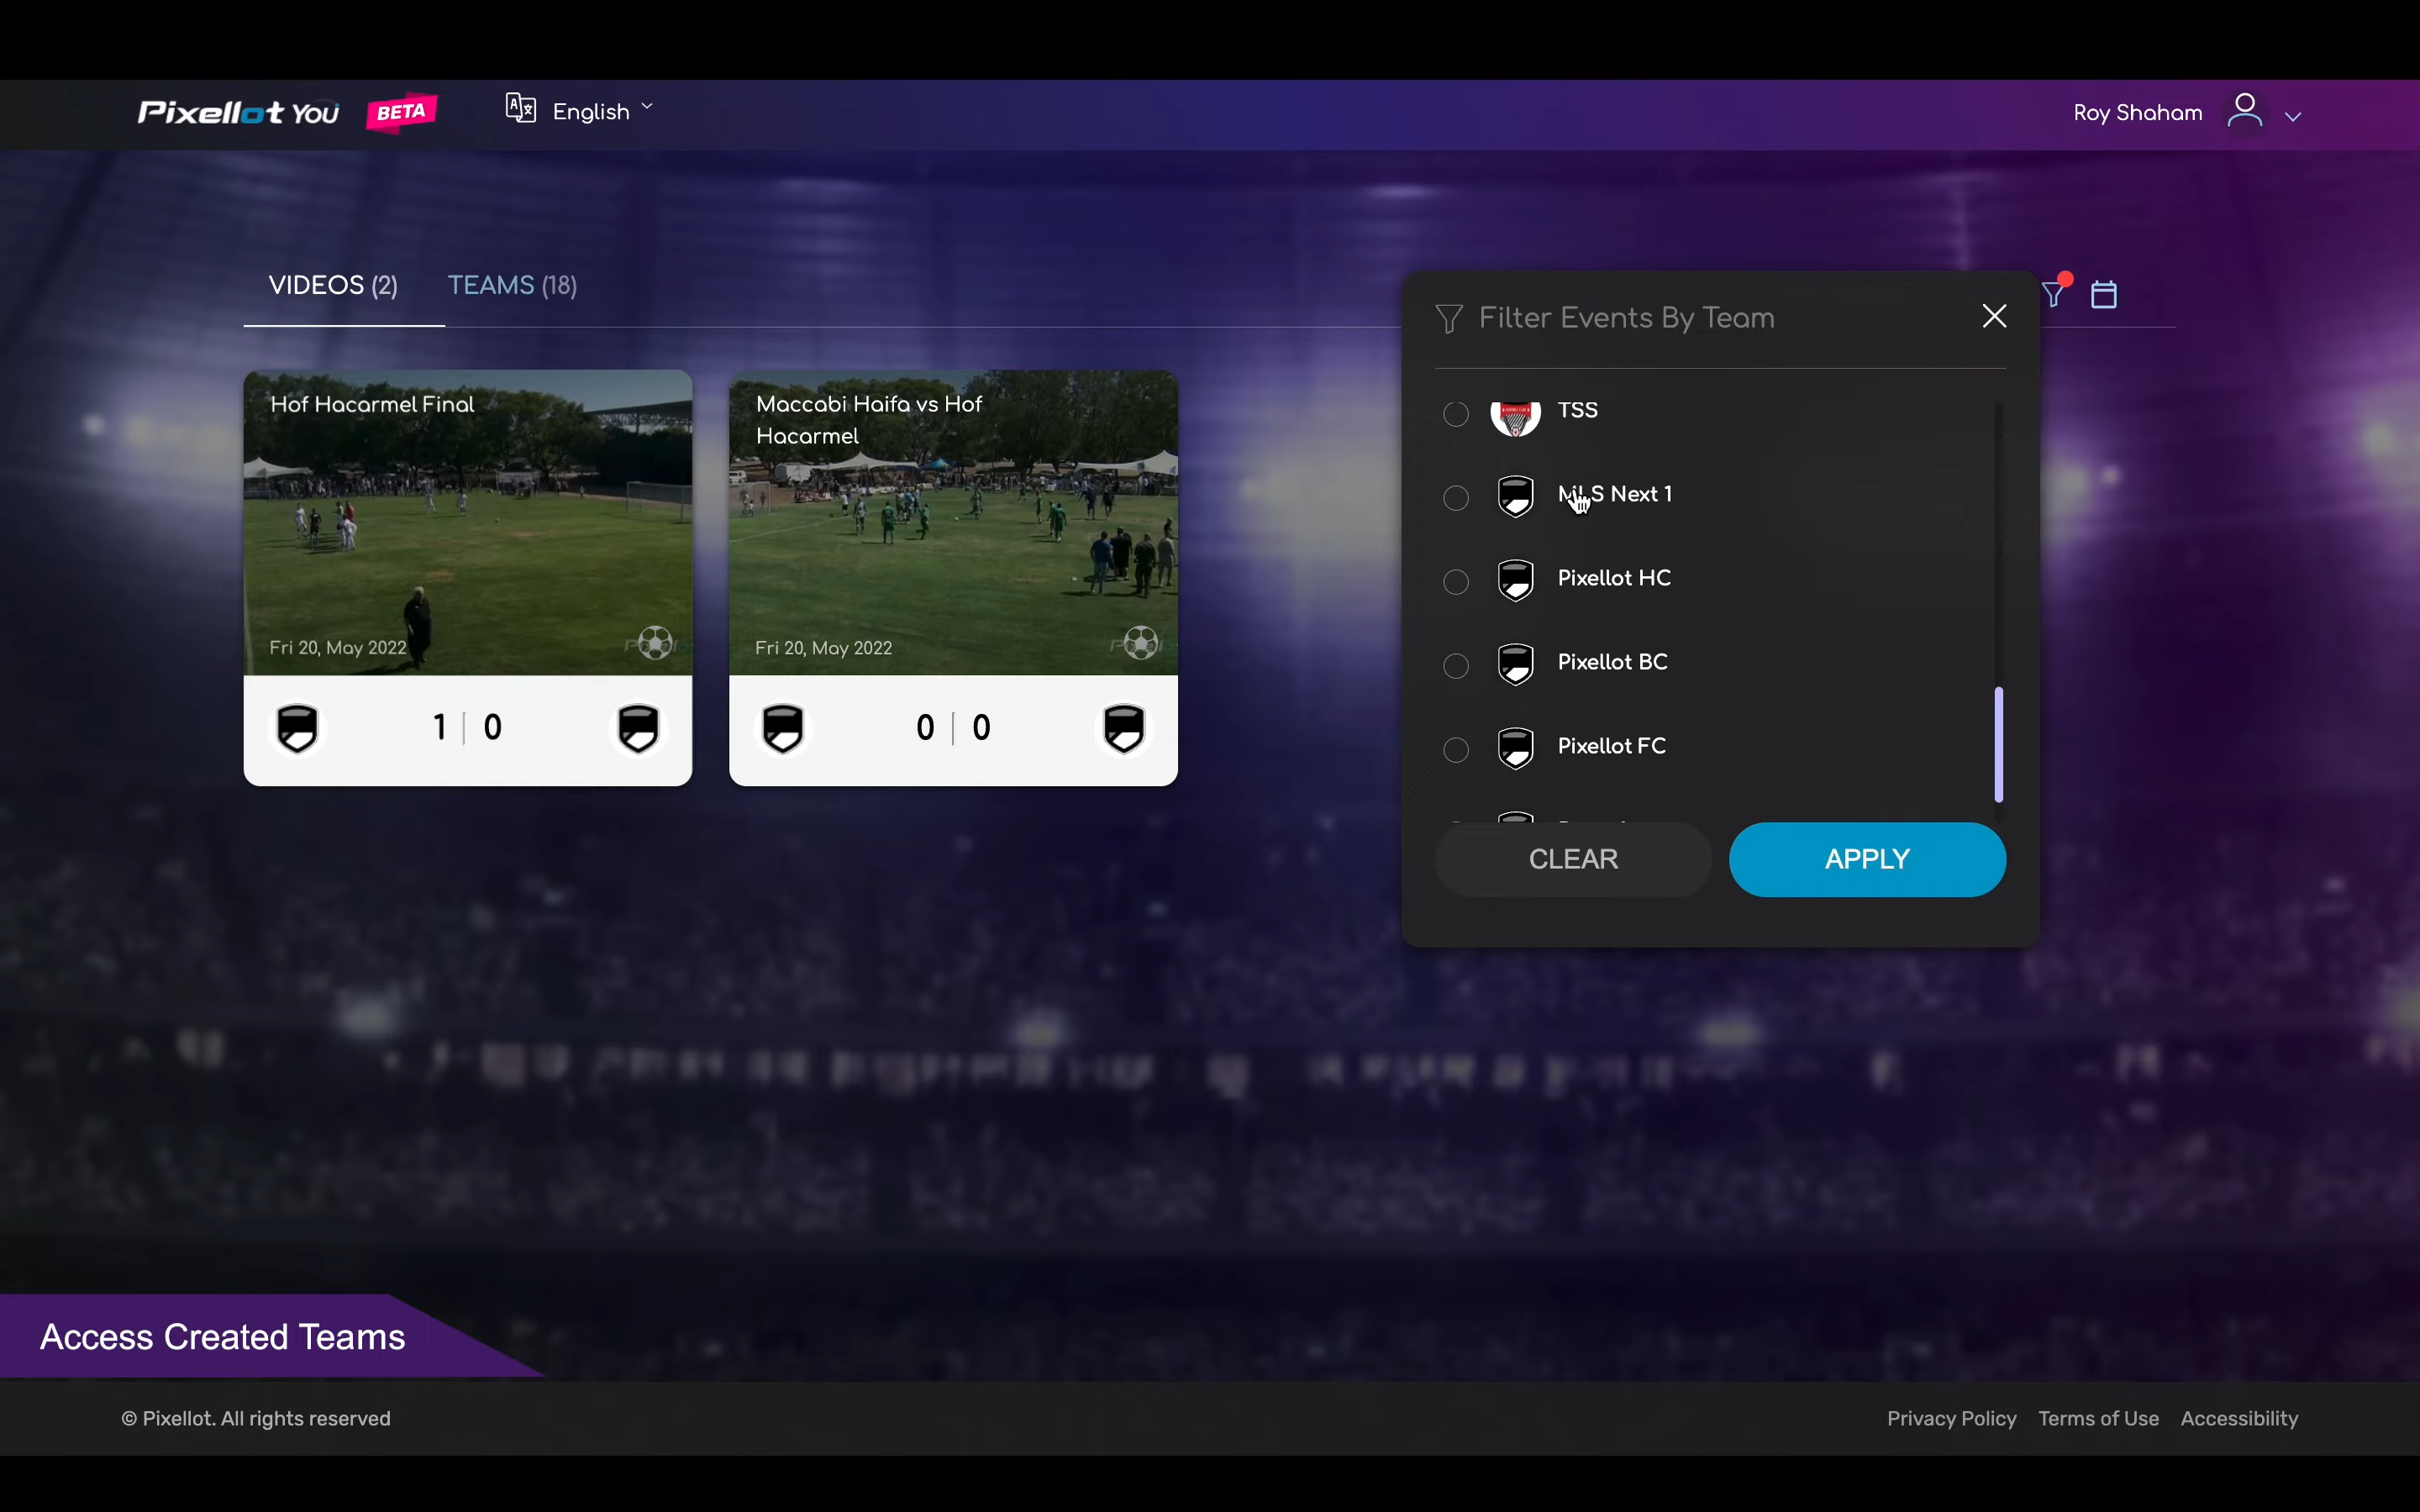 Pixellot You BETA English Roy Shaham
VIDEOS (2) TEAMS (18)
Filter Events By Team
Hof Hacarmel Final
Fri 20, May 2022
1 | 0
Maccabi Haifa vs Hof
Hacarmel
Fri 20, May 2022
0 | 0
TSS
MLS Next 1
Pixellot HC
Pixellot BC
Pixellot FC
CLEAR APPLY
Access Created Teams
© Pixellot. All rights reserved Privacy Policy Terms of Use Accessibility